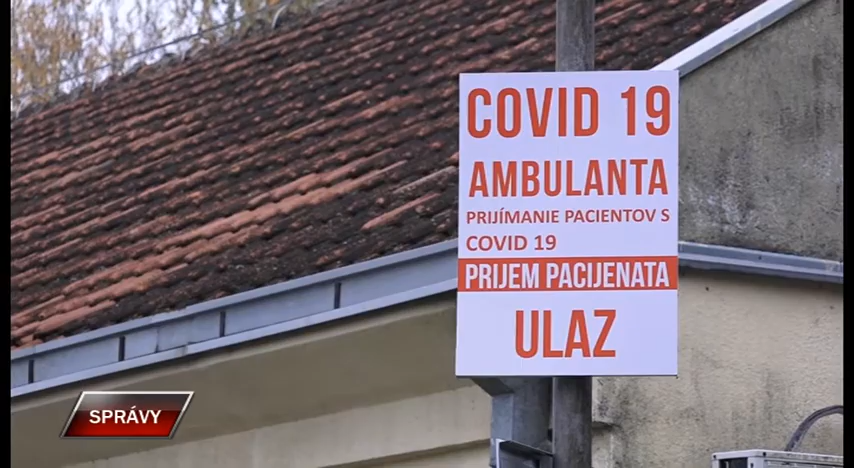 COVID 19
AMBULANTA
PRIJÍMANIE PACIENTOV S
COVID 19
PRIJEM PACIJENATA
ULAZ
SPRÁVY